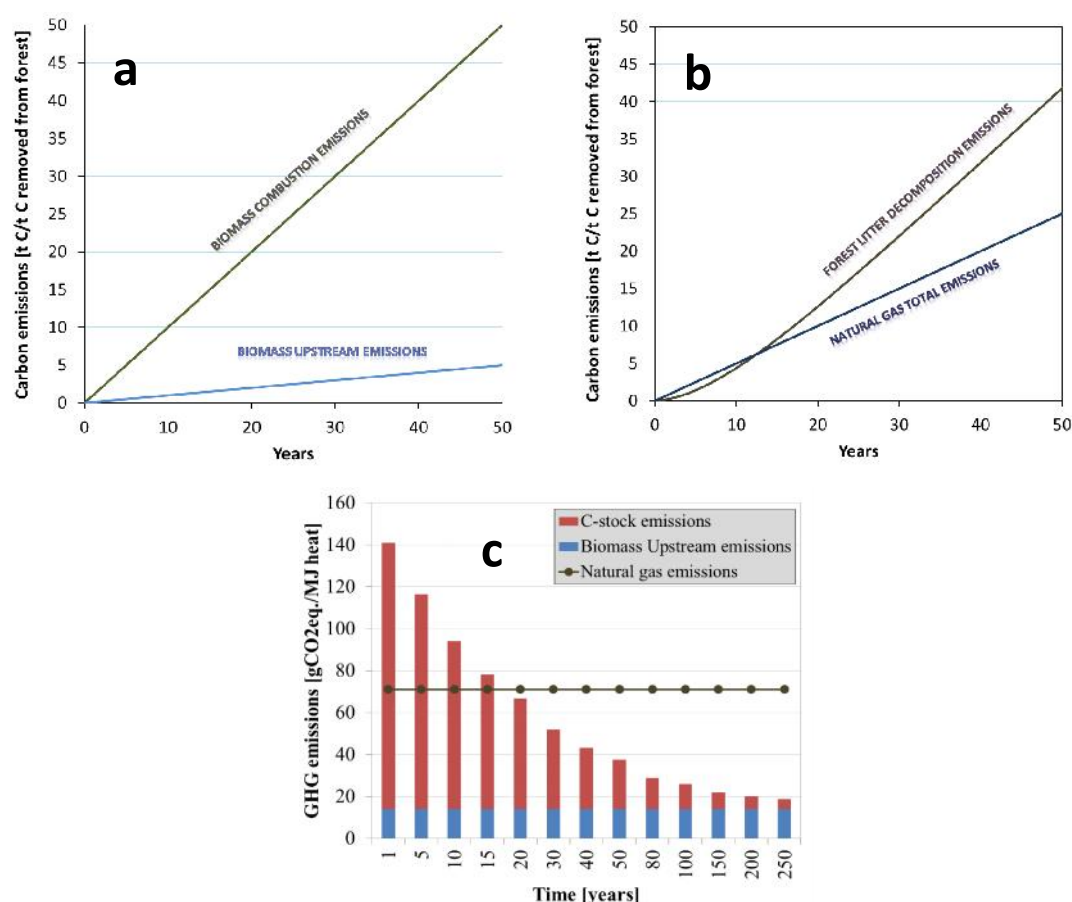 a
Carbon emissions [t C/t C removed from forest]
50
45
40
35
30
25
20
15
10
5
0
BIOMASS COMBUSTION EMISSIONS
BIOMASS UPSTREAM EMISSIONS
0 10 20 30 40 50
Years
b
Carbon emissions [t C/t C removed from forest]
50
45
40
35
30
25
20
15
10
5
0
FOREST LITTER DECOMPOSITION EMISSIONS
NATURAL GAS TOTAL EMISSIONS
0 10 20 30 40 50
Years
c
GHG emissions [gCO2eq./MJ heat]
160
140
120
100
80
60
40
20
0
C-stock emissions
Biomass Upstream emissions
Natural gas emissions
1 5 10 15 20 30 40 50 80 100 150 200 250
Time [years]